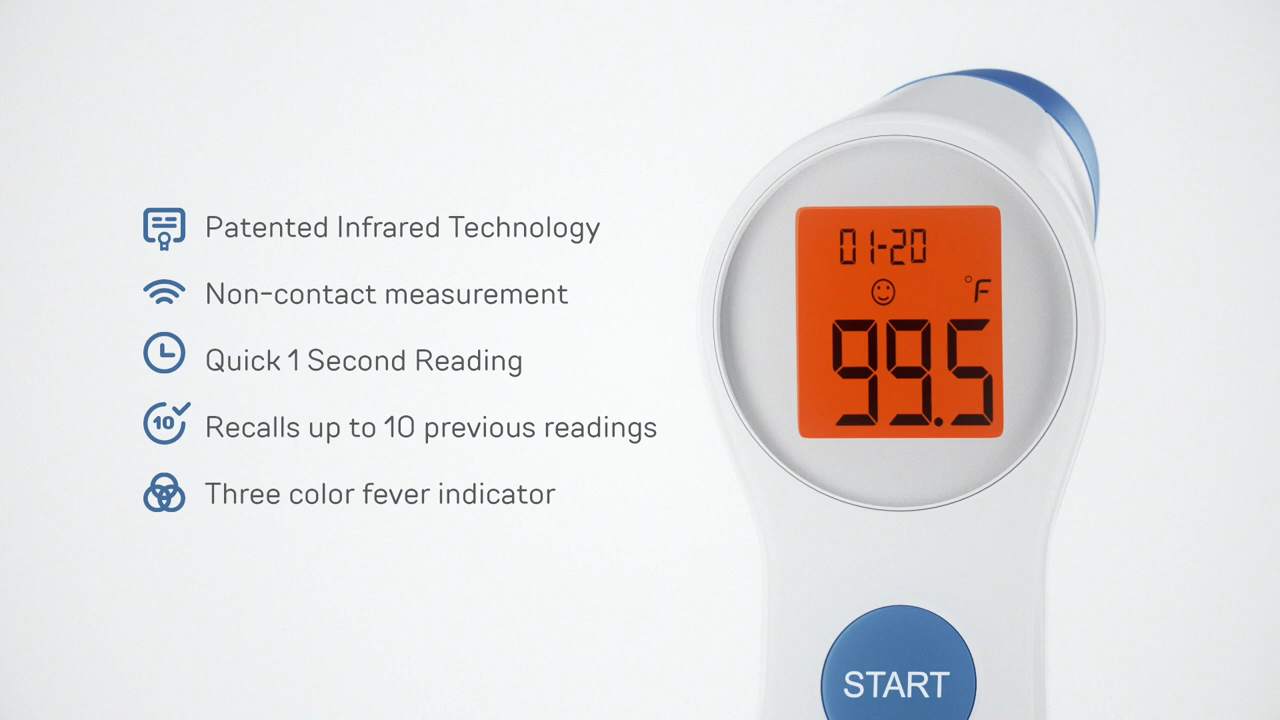 Patented Infrared Technology
Non-contact measurement
Quick 1 Second Reading
10
Recalls up to 10 previous readings
Three color fever indicator
01-20
°F
99.5
START